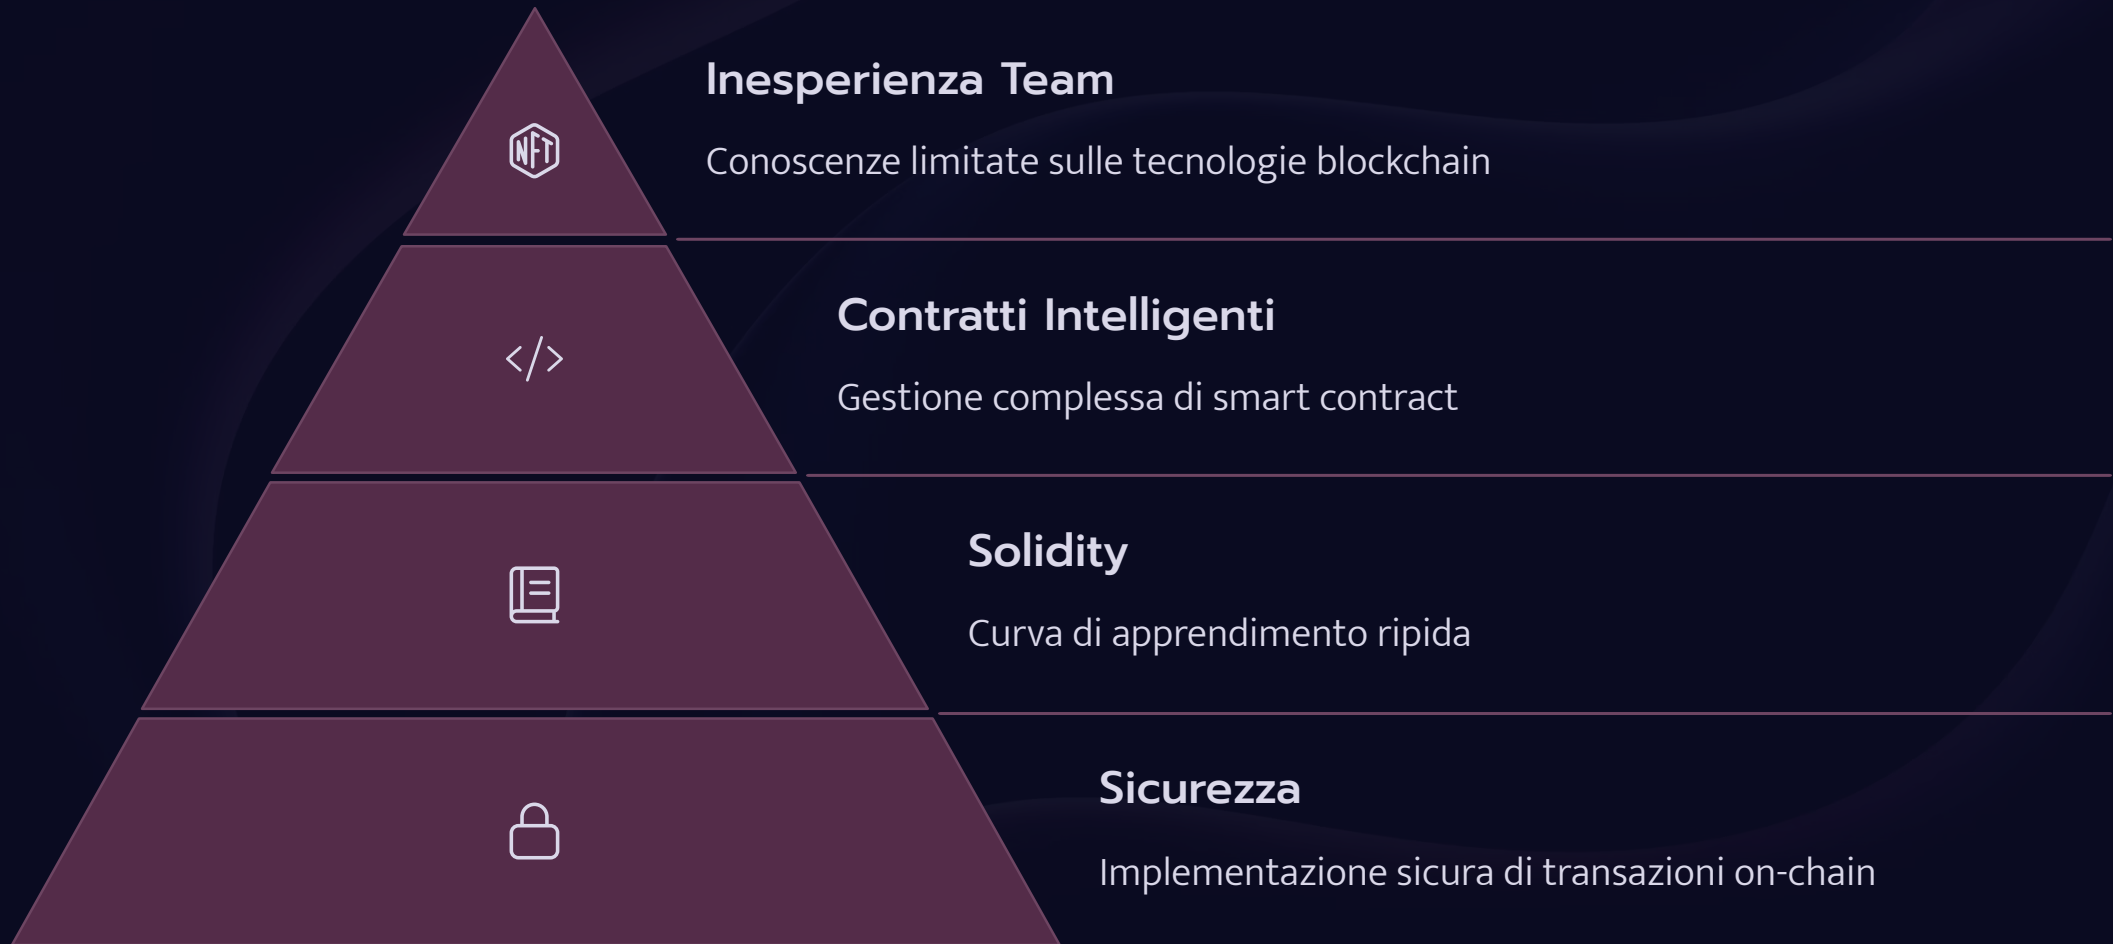 Inesperienza Team
NFT
Conoscenze limitate sulle tecnologie blockchain
Contratti Intelligenti
</>
Gestione complessa di smart contract
Solidity
Curva di apprendimento ripida
Sicurezza
Implementazione sicura di transazioni on-chain